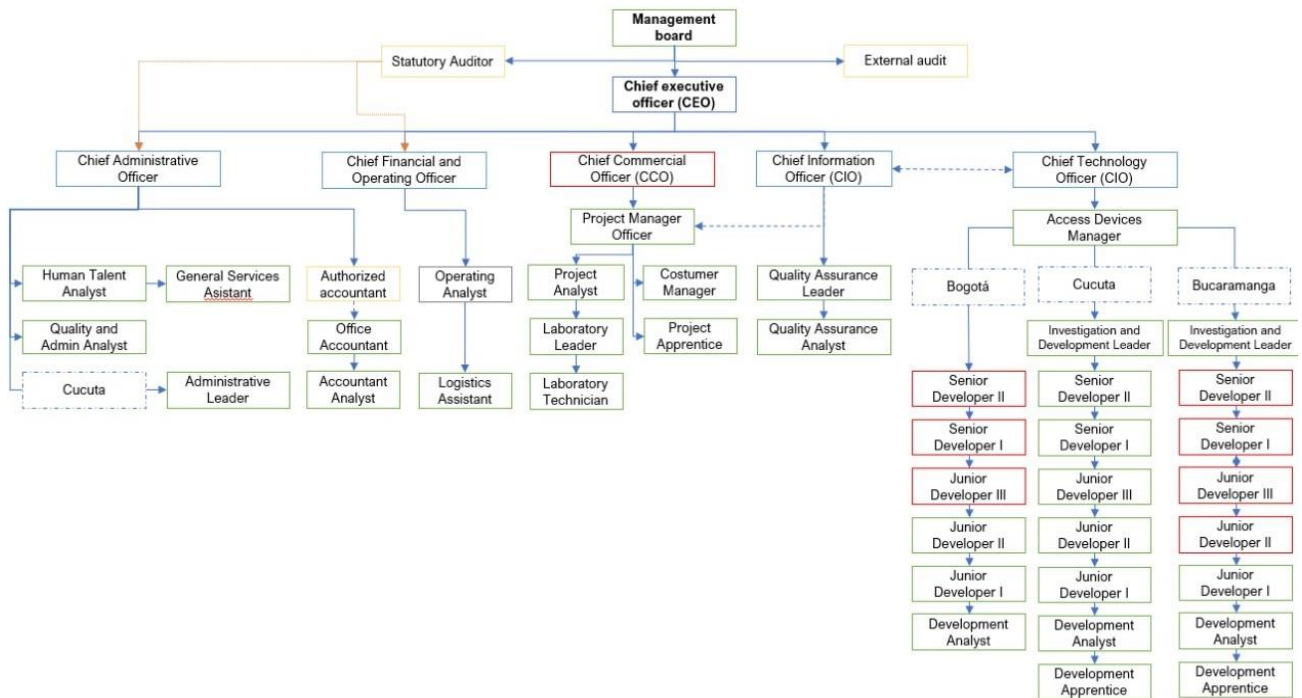 Management
board
Statutory Auditor
External audit
Chief executive
officer (CEO)
Chief Administrative
Officer
Chief Financial and
Operating Officer
Chief Commercial
Officer (CCO)
Chief Information
Officer (CIO)
Chief Technology
Officer (CIO)
Project Manager
Officer
Access Devices
Manager
Human Talent
Analyst
General Services
Asistant
Authorized
accountant
Operating
Analyst
Project
Analyst
Costumer
Manager
Quality Assurance
Leader
Bogotá
Cucuta
Bucaramanga
Quality and
Admin Analyst
Office
Accountant
Laboratory
Leader
Project
Apprentice
Quality Assurance
Analyst
Investigation and
Development Leader
Investigation and
Development Leader
Cucuta
Administrative
Leader
Accountant
Analyst
Logistics
Assistant
Laboratory
Technician
Senior
Developer II
Senior
Developer II
Senior
Developer II
Senior
Developer I
Senior
Developer I
Senior
Developer I
Junior
Developer III
Junior
Developer III
Junior
Developer III
Junior
Developer II
Junior
Developer II
Junior
Developer II
Junior
Developer I
Junior
Developer I
Junior
Developer I
Development
Analyst
Development
Analyst
Development
Analyst
Development
Apprentice
Development
Apprentice